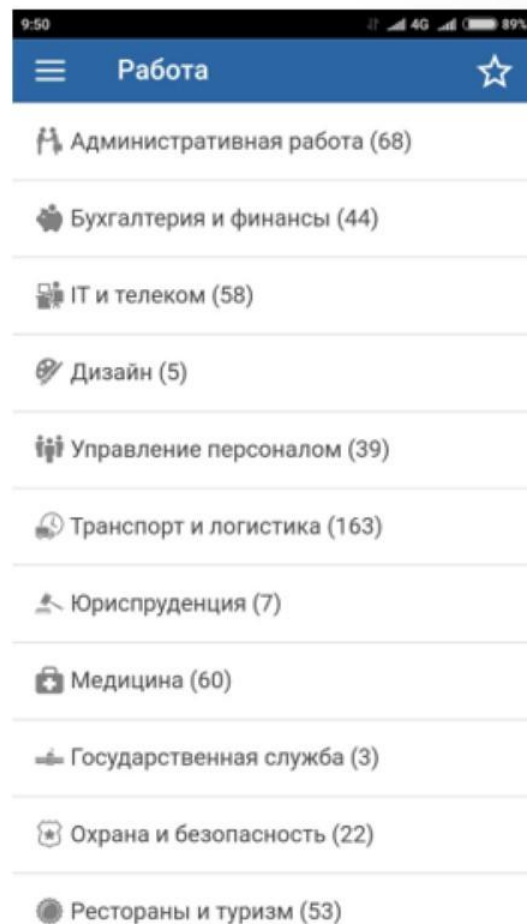 9:50 4G 89%
Работа
Административная работа (68)
Бухгалтерия и финансы (44)
IT и телеком (58)
Дизайн (5)
Управление персоналом (39)
Транспорт и логистика (163)
Юриспруденция (7)
Медицина (60)
Государственная служба (3)
Охрана и безопасность (22)
Рестораны и туризм (53)